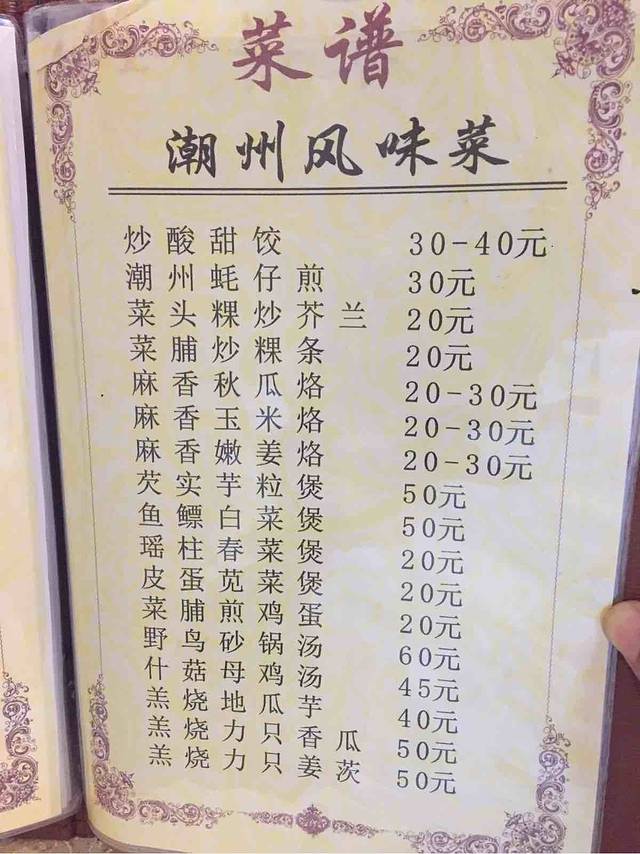 菜谱
潮州风味菜
炒酸甜饺 30-40元
潮州蚝仔煎 30元
菜头粿炒芥兰 20元
菜脯炒粿条 20元
麻香秋瓜烙 20-30元
麻香玉米烙 20-30元
麻香嫩姜烙 20-30元
芡实芋粒煲 50元
鱼鳔白菜煲 50元
瑶柱春菜煲 20元
皮蛋苋菜煲 20元
菜脯煎鸡蛋 20元
野鸟砂锅汤 60元
什菇母鸡汤 45元
羔烧地瓜芋 40元
羔烧力只香瓜 50元
羔烧力只姜茨 50元